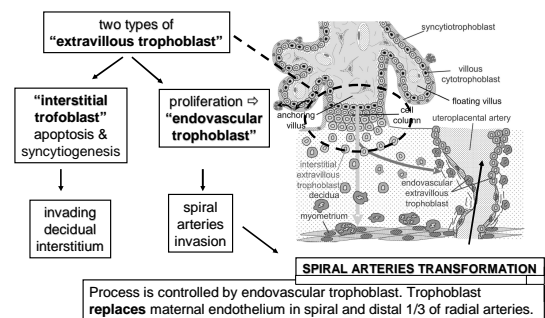 two types of
“extravillous trophoblast”
“interstitial
trofoblast”
apoptosis &
syncytiogenesis
proliferation ⇨
“endovascular
trophoblast”
invading
decidual
interstitium
spiral
arteries
invasion
syncytiotrophoblast
villous
cytotrophoblast
floating villus
anchoring
villus
cell
column
uteroplacental artery
interstitial
extravillous
trophoblast
decidua
endovascular
extravillous
trophoblast
myometrium
SPIRAL ARTERIES TRANSFORMATION
Process is controlled by endovascular trophoblast. Trophoblast
replaces maternal endothelium in spiral and distal 1/3 of radial arteries.